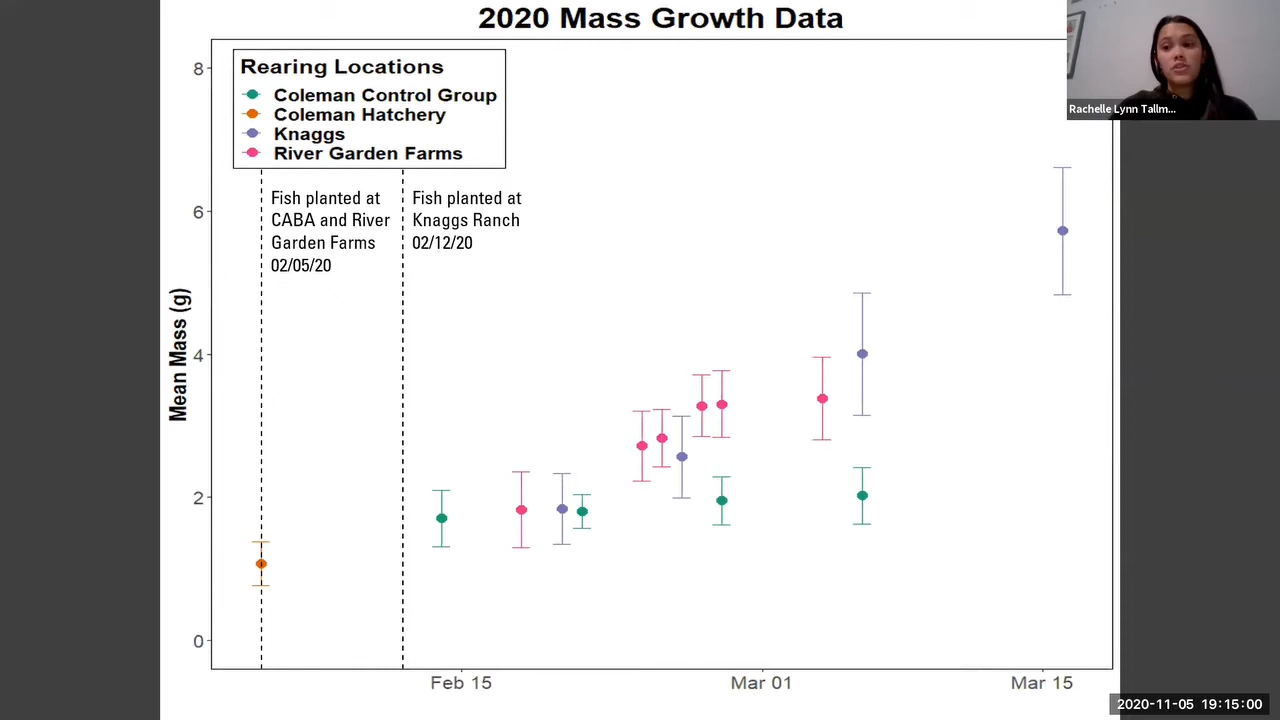 2020 Mass Growth Data
Rearing Locations
Coleman Control Group
Coleman Hatchery
Knaggs
River Garden Farms
Fish planted at
CABA and River
Garden Farms
02/05/20
Fish planted at
Knaggs Ranch
02/12/20
Mean Mass (g)
8
6
4
2
0
Feb 15
Mar 01
Mar 15
Rachelle Lynn Tallm...
2020-11-05 19:15:00